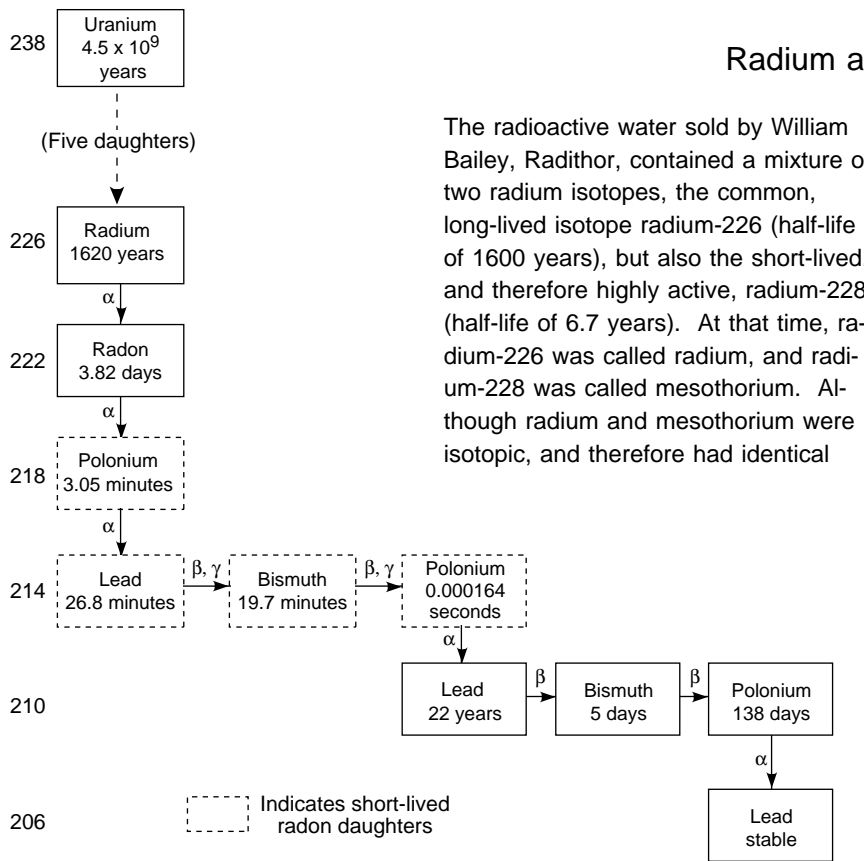 238
Uranium
4.5 x 10⁹
years
(Five daughters)
226
Radium
1620 years
α
222
Radon
3.82 days
α
218
Polonium
3.05 minutes
α
214
Lead
26.8 minutes
β, γ
Bismuth
19.7 minutes
β, γ
Polonium
0.000164
seconds
α
210
Lead
22 years
β
Bismuth
5 days
β
Polonium
138 days
α
206
Lead
stable
Indicates short-lived
radon daughters
Radium a
The radioactive water sold by William
Bailey, Radithor, contained a mixture o
two radium isotopes, the common,
long-lived isotope radium-226 (half-life
of 1600 years), but also the short-lived
and therefore highly active, radium-228
(half-life of 6.7 years). At that time, ra-
dium-226 was called radium, and radi-
um-228 was called mesothorium. Al-
though radium and mesothorium were
isotopic, and therefore had identical